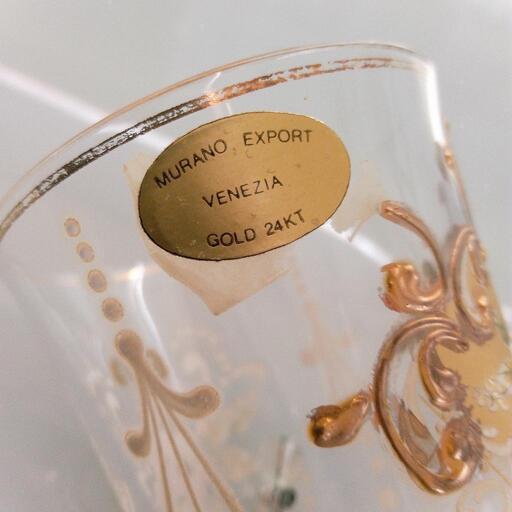 MURANO EXPORT
VENEZIA
GOLD 24KT